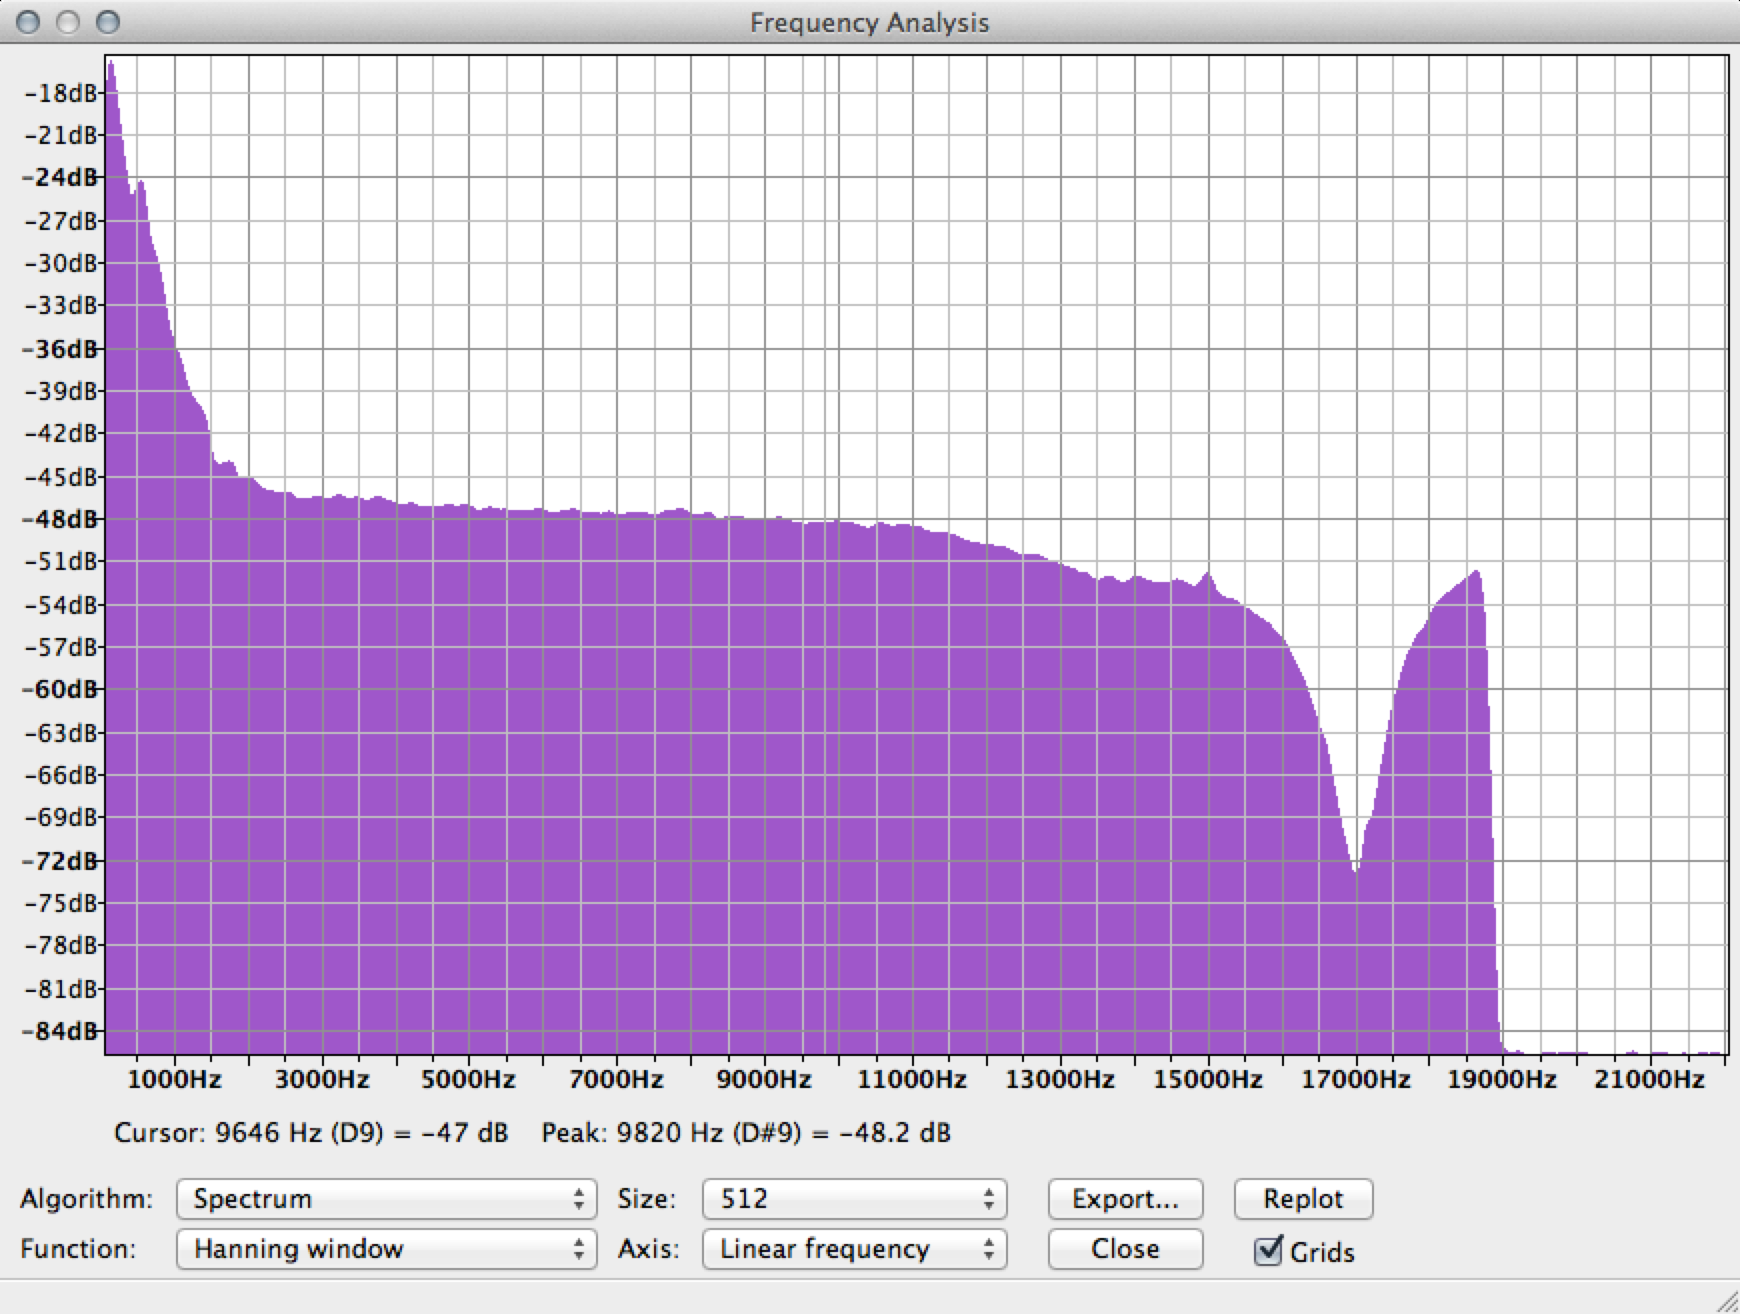 Frequency Analysis
-18dB
-21dB
-24dB
-27dB
-30dB
-33dB
-36dB
-39dB
-42dB
-45dB
-48dB
-51dB
-54dB
-57dB
-60dB
-63dB
-66dB
-69dB
-72dB
-75dB
-78dB
-81dB
-84dB
1000Hz 3000Hz 5000Hz 7000Hz 9000Hz 11000Hz 13000Hz 15000Hz 17000Hz 19000Hz 21000Hz
Cursor: 9646 Hz (D9) = -47 dB Peak: 9820 Hz (D#9) = -48.2 dB
Algorithm: Spectrum Size: 512 Export... Replot
Function: Hanning window Axis: Linear frequency Close Grids